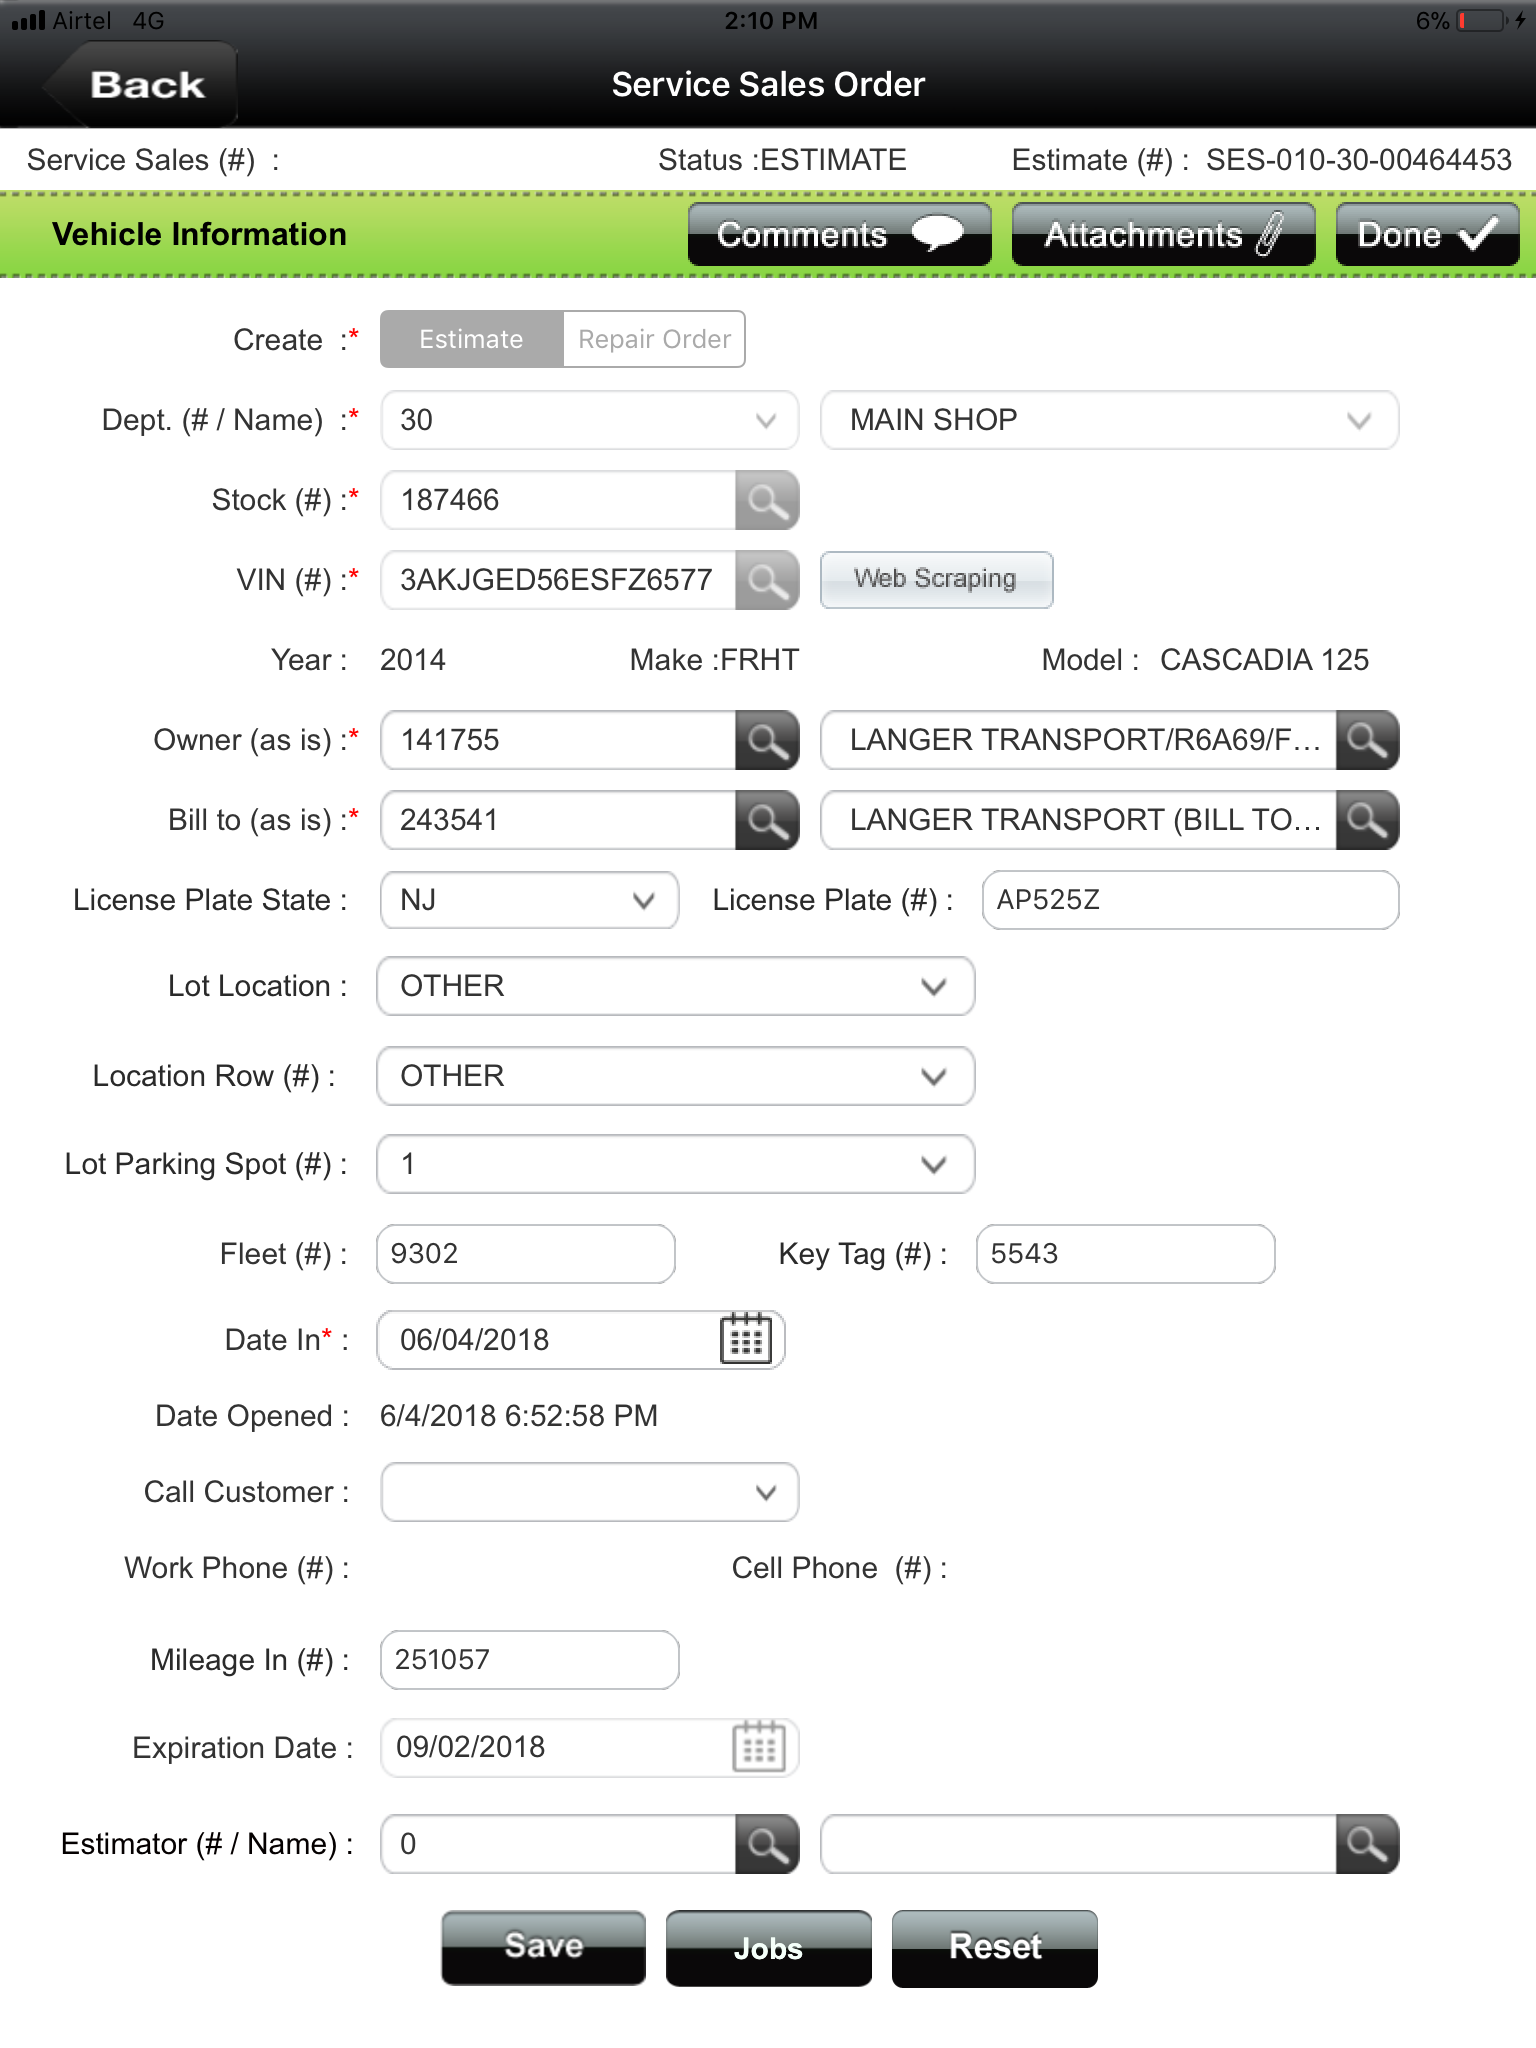 Airtel 4G 2:10 PM 6%
Back Service Sales Order
Service Sales (#) : Status :ESTIMATE Estimate (#) : SES-010-30-00464453
Vehicle Information Comments Attachments Done
Create :* Estimate Repair Order
Dept. (# / Name) :* 30 MAIN SHOP
Stock (#) :* 187466
VIN (#) :* 3AKJGED56ESFZ6577 Web Scraping
Year : 2014 Make :FRHT Model : CASCADIA 125
Owner (as is) :* 141755 LANGER TRANSPORT/R6A69/F...
Bill to (as is) :* 243541 LANGER TRANSPORT (BILL TO...
License Plate State : NJ License Plate (#) : AP525Z
Lot Location : OTHER
Location Row (#) : OTHER
Lot Parking Spot (#) : 1
Fleet (#) : 9302 Key Tag (#) : 5543
Date In* : 06/04/2018
Date Opened : 6/4/2018 6:52:58 PM
Call Customer :
Work Phone (#) : Cell Phone (#) :
Mileage In (#) : 251057
Expiration Date : 09/02/2018
Estimator (# / Name) : 0
Save Jobs Reset